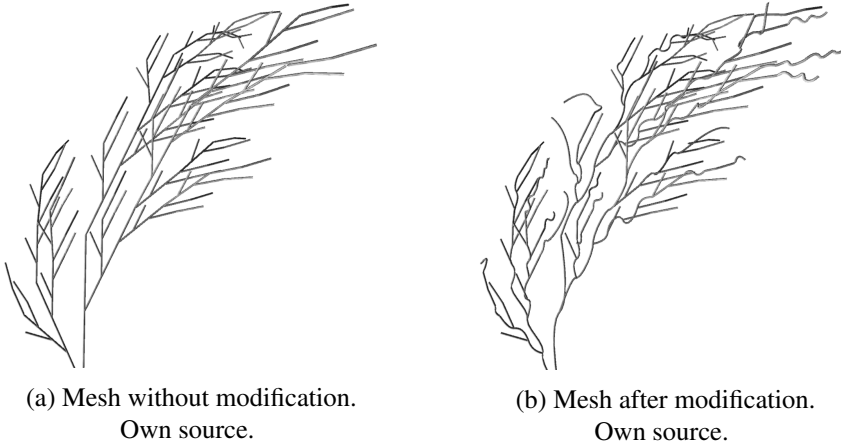 (a) Mesh without modification.
Own source.
(b) Mesh after modification.
Own source.